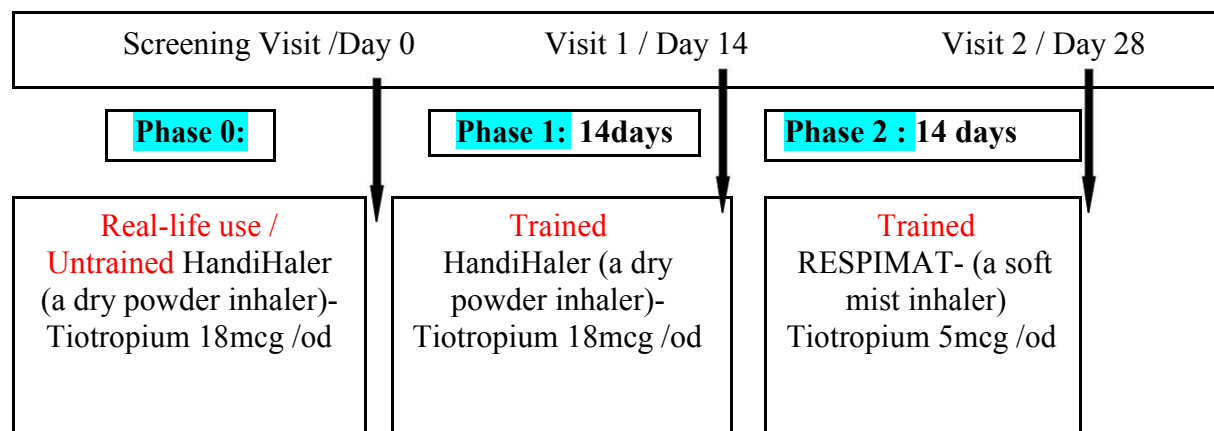 Screening Visit /Day 0 Visit 1 / Day 14 Visit 2 / Day 28
Phase 0: Phase 1: 14days Phase 2 : 14 days
Real-life use /
Untrained HandiHaler
(a dry powder inhaler)-
Tiotropium 18mcg /od
Trained
HandiHaler (a dry
powder inhaler)-
Tiotropium 18mcg /od
Trained
RESPIMAT- (a soft
mist inhaler)
Tiotropium 5mcg /od